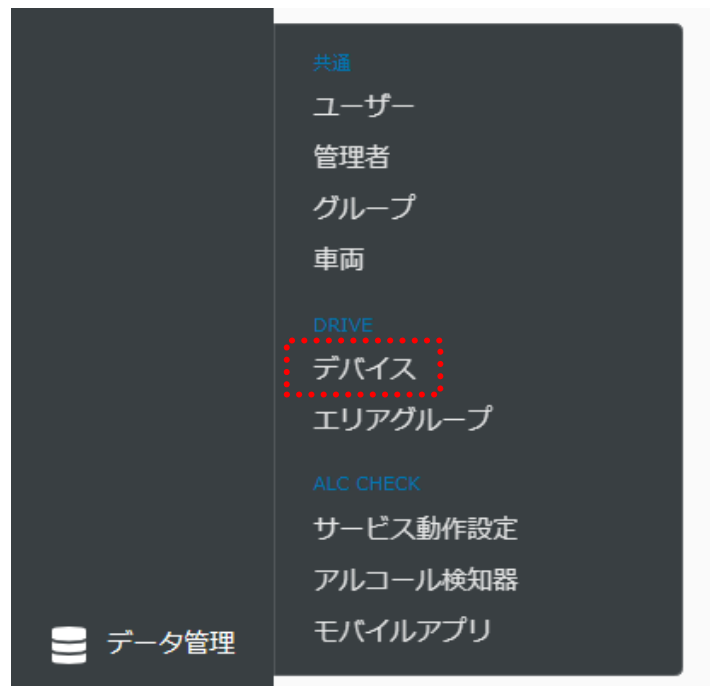 共通
ユーザー
管理者
グループ
車両
DRIVE
デバイス
エリアグループ
ALC CHECK
サービス動作設定
アルコール検知器
モバイルアプリ
データ管理